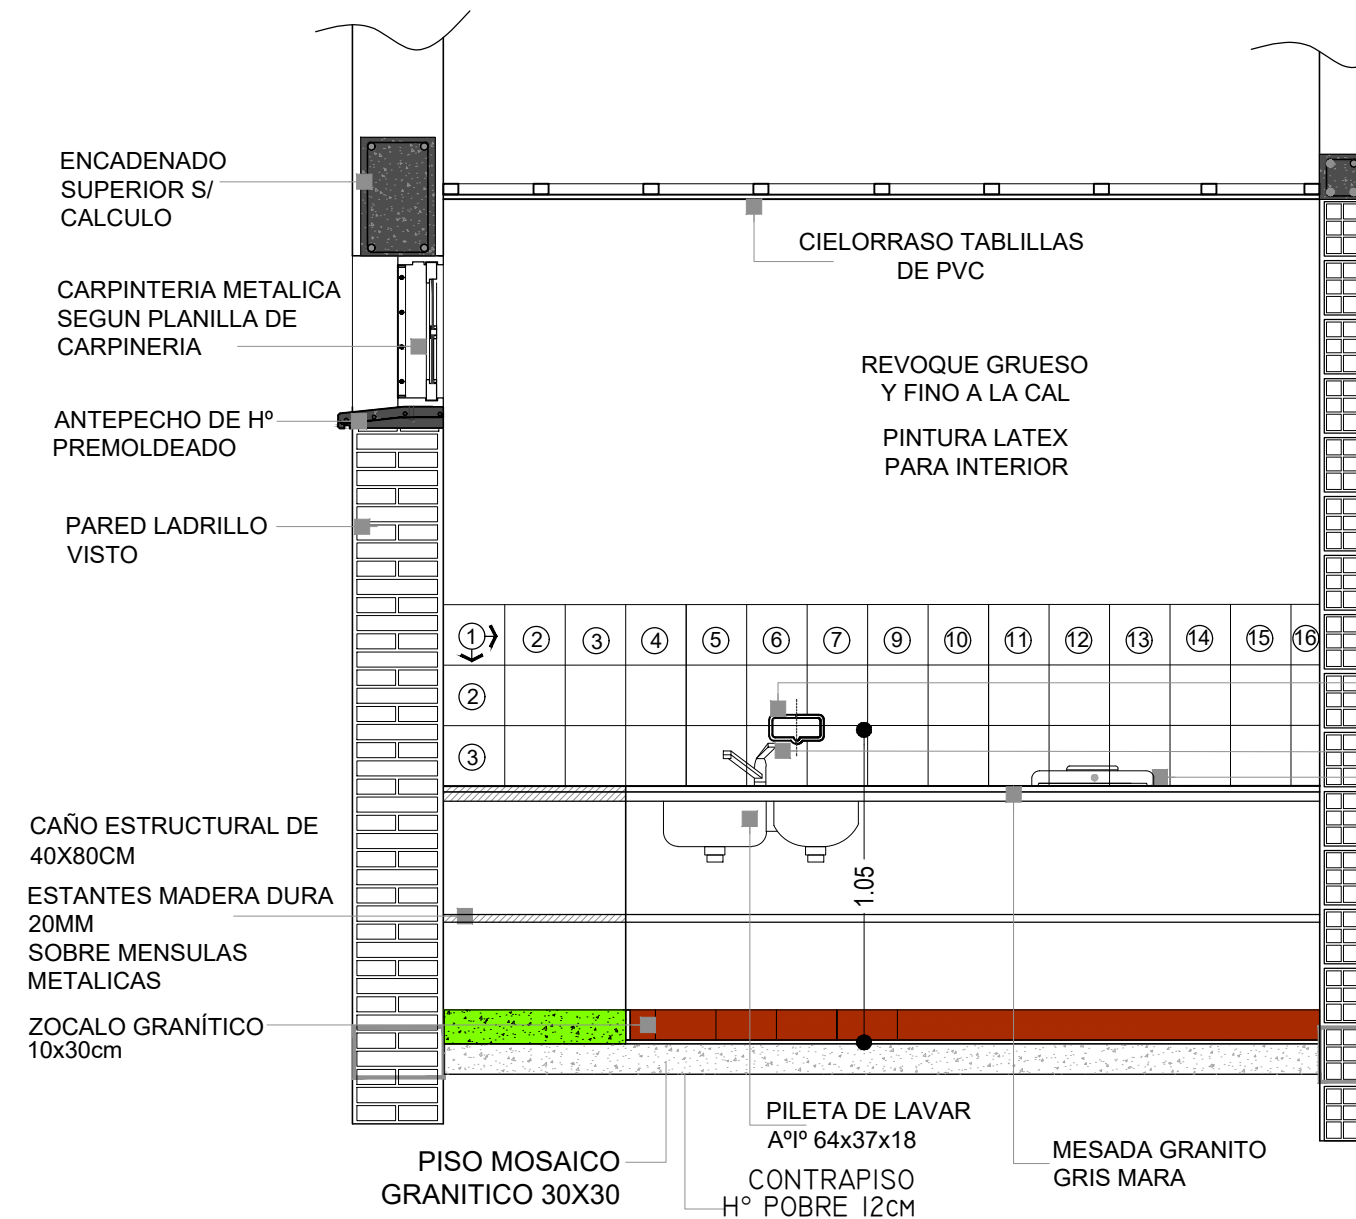 ENCADENADO
SUPERIOR S/
CALCULO
CIELORRASO TABLILLAS
DE PVC
CARPINTERIA METALICA
SEGUN PLANILLA DE
CARPINERIA
REVOQUE GRUESO
Y FINO A LA CAL
ANTEPECHO DE Hº
PREMOLDEADO
PINTURA LATEX
PARA INTERIOR
PARED LADRILLO
VISTO
1 2 3 4 5 6 7 9 10 11 12 13 14 15 16
2
3
CAÑO ESTRUCTURAL DE
40X80CM
1.05
ESTANTES MADERA DURA
20MM
SOBRE MENSULAS
METALICAS
ZOCALO GRANÍTICO
10x30cm
PILETA DE LAVAR
AºIº 64x37x18
MESADA GRANITO
GRIS MARA
PISO MOSAICO
GRANITICO 30X30
CONTRAPISO
H° POBRE 12CM